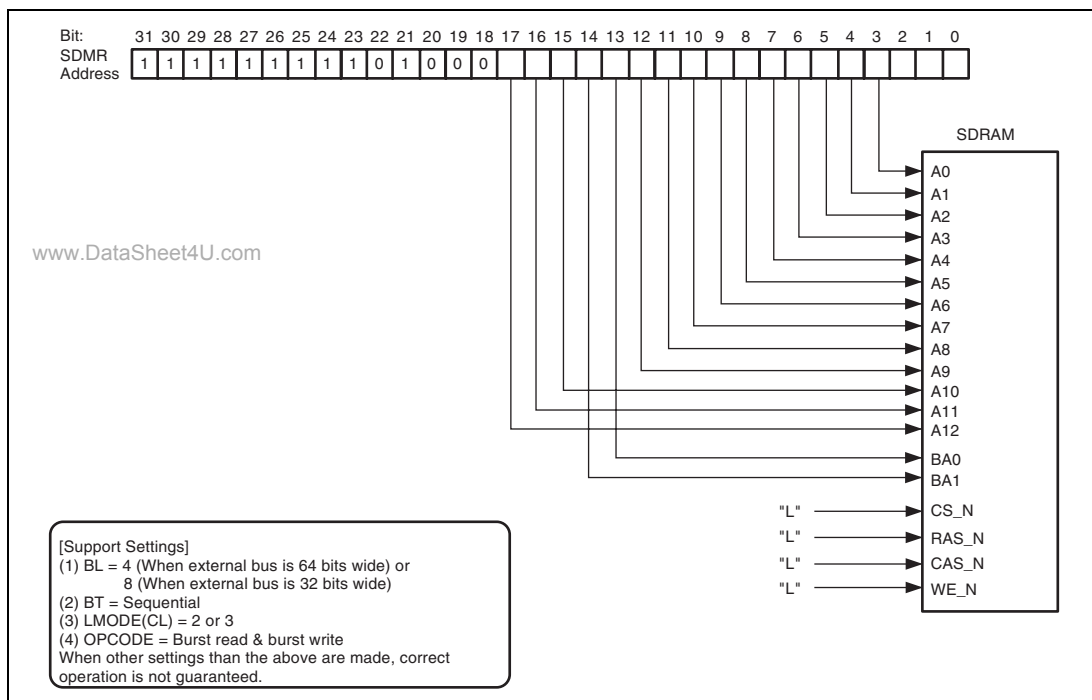 Bit: 31 30 29 28 27 26 25 24 23 22 21 20 19 18 17 16 15 14 13 12 11 10 9 8 7 6 5 4 3 2 1 0
SDMR
Address 1 1 1 1 1 1 1 1 1 0 1 0 0 0
SDRAM
A0
A1
A2
A3
A4
A5
A6
A7
A8
A9
A10
A11
A12
BA0
BA1
"L" CS_N
"L" RAS_N
"L" CAS_N
"L" WE_N
www.DataSheet4U.com
[Support Settings]
(1) BL = 4 (When external bus is 64 bits wide) or
8 (When external bus is 32 bits wide)
(2) BT = Sequential
(3) LMODE(CL) = 2 or 3
(4) OPCODE = Burst read & burst write
When other settings than the above are made, correct
operation is not guaranteed.